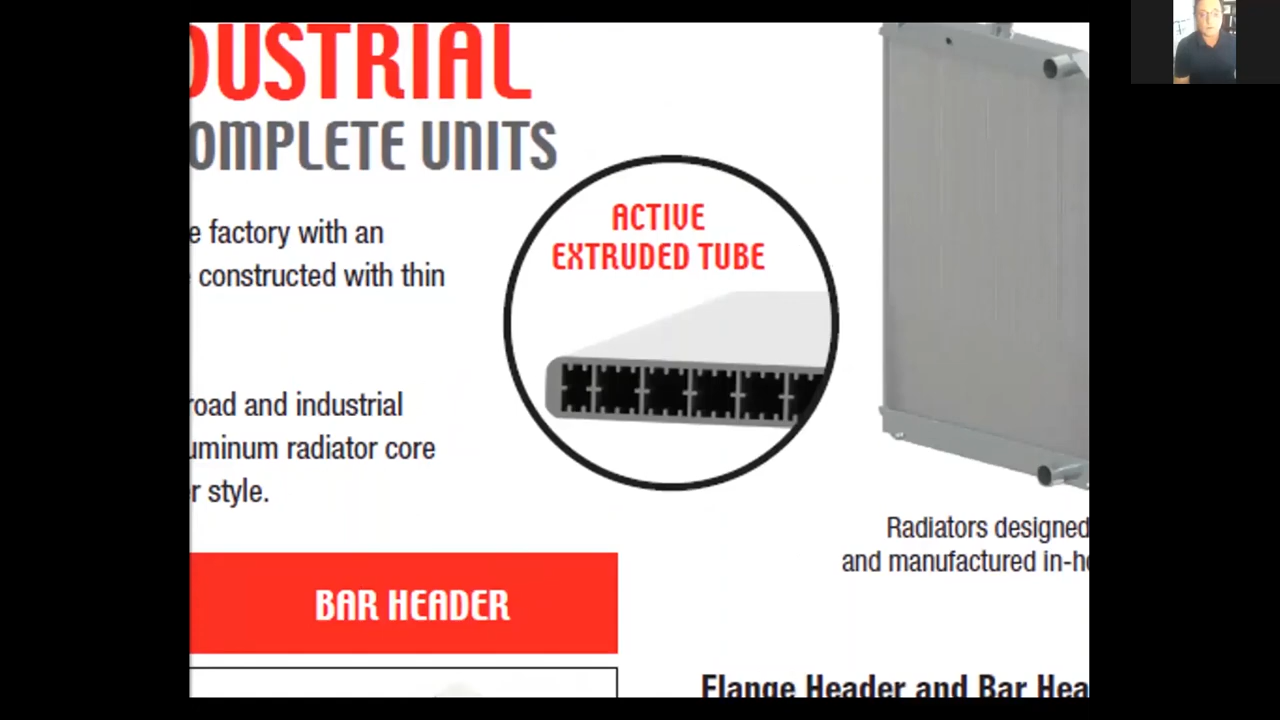 DUSTRIAL
OMPLETE UNITS
ACTIVE
EXTRUDED TUBE
e factory with an
constructed with thin
road and industrial
uminum radiator core
r style.
Radiators designed
and manufactured in-h
BAR HEADER
Flange Header and Bar Hea